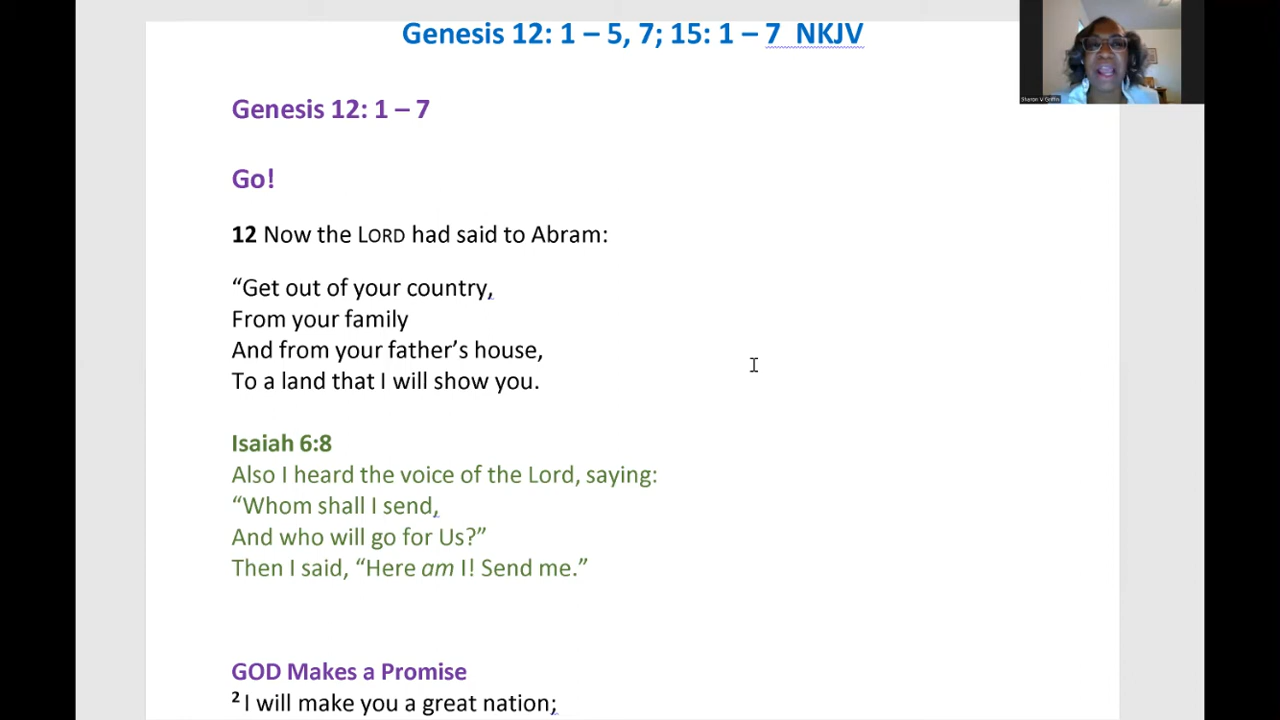 Genesis 12: 1 – 5, 7; 15: 1 – 7 NKJV
Sharon V Griffin
Genesis 12: 1 – 7
Go!
12 Now the LORD had said to Abram:
“Get out of your country,
From your family
And from your father’s house,
To a land that I will show you.
Isaiah 6:8
Also I heard the voice of the Lord, saying:
“Whom shall I send,
And who will go for Us?”
Then I said, “Here am I! Send me.”
GOD Makes a Promise
2 I will make you a great nation;